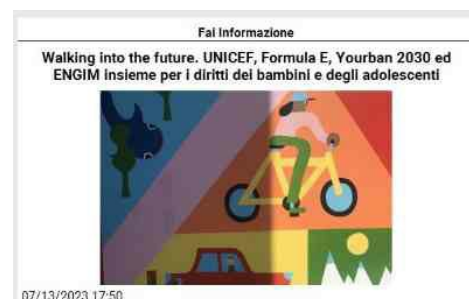 Fai Informazione
Walking into the future. UNICEF, Formula E, Yourban 2030 ed
ENGIM insieme per i diritti dei bambini e degli adolescenti
07/13/2023 17:50